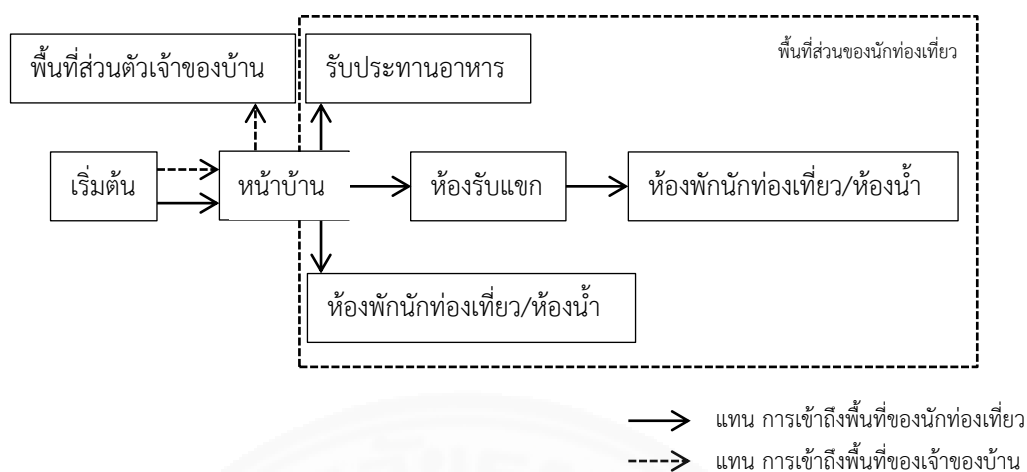 พื้นที่ส่วนของนักท่องเที่ยว
พื้นที่ส่วนตัวเจ้าของบ้าน
รับประทานอาหาร
เริ่มต้น
หน้าบ้าน
ห้องรับแขก
ห้องพักนักท่องเที่ยว/ห้องน้ำ
ห้องพักนักท่องเที่ยว/ห้องน้ำ
แทน การเข้าถึงพื้นที่ของนักท่องเที่ยว
แทน การเข้าถึงพื้นที่ของเจ้าของบ้าน